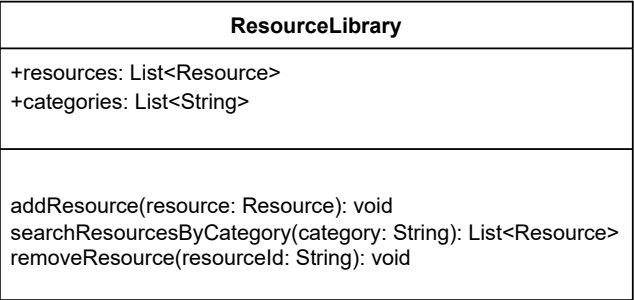 ResourceLibrary
+resources: List<Resource>
+categories: List<String>
addResource(resource: Resource): void
searchResourcesByCategory(category: String): List<Resource>
removeResource(resourceId: String): void